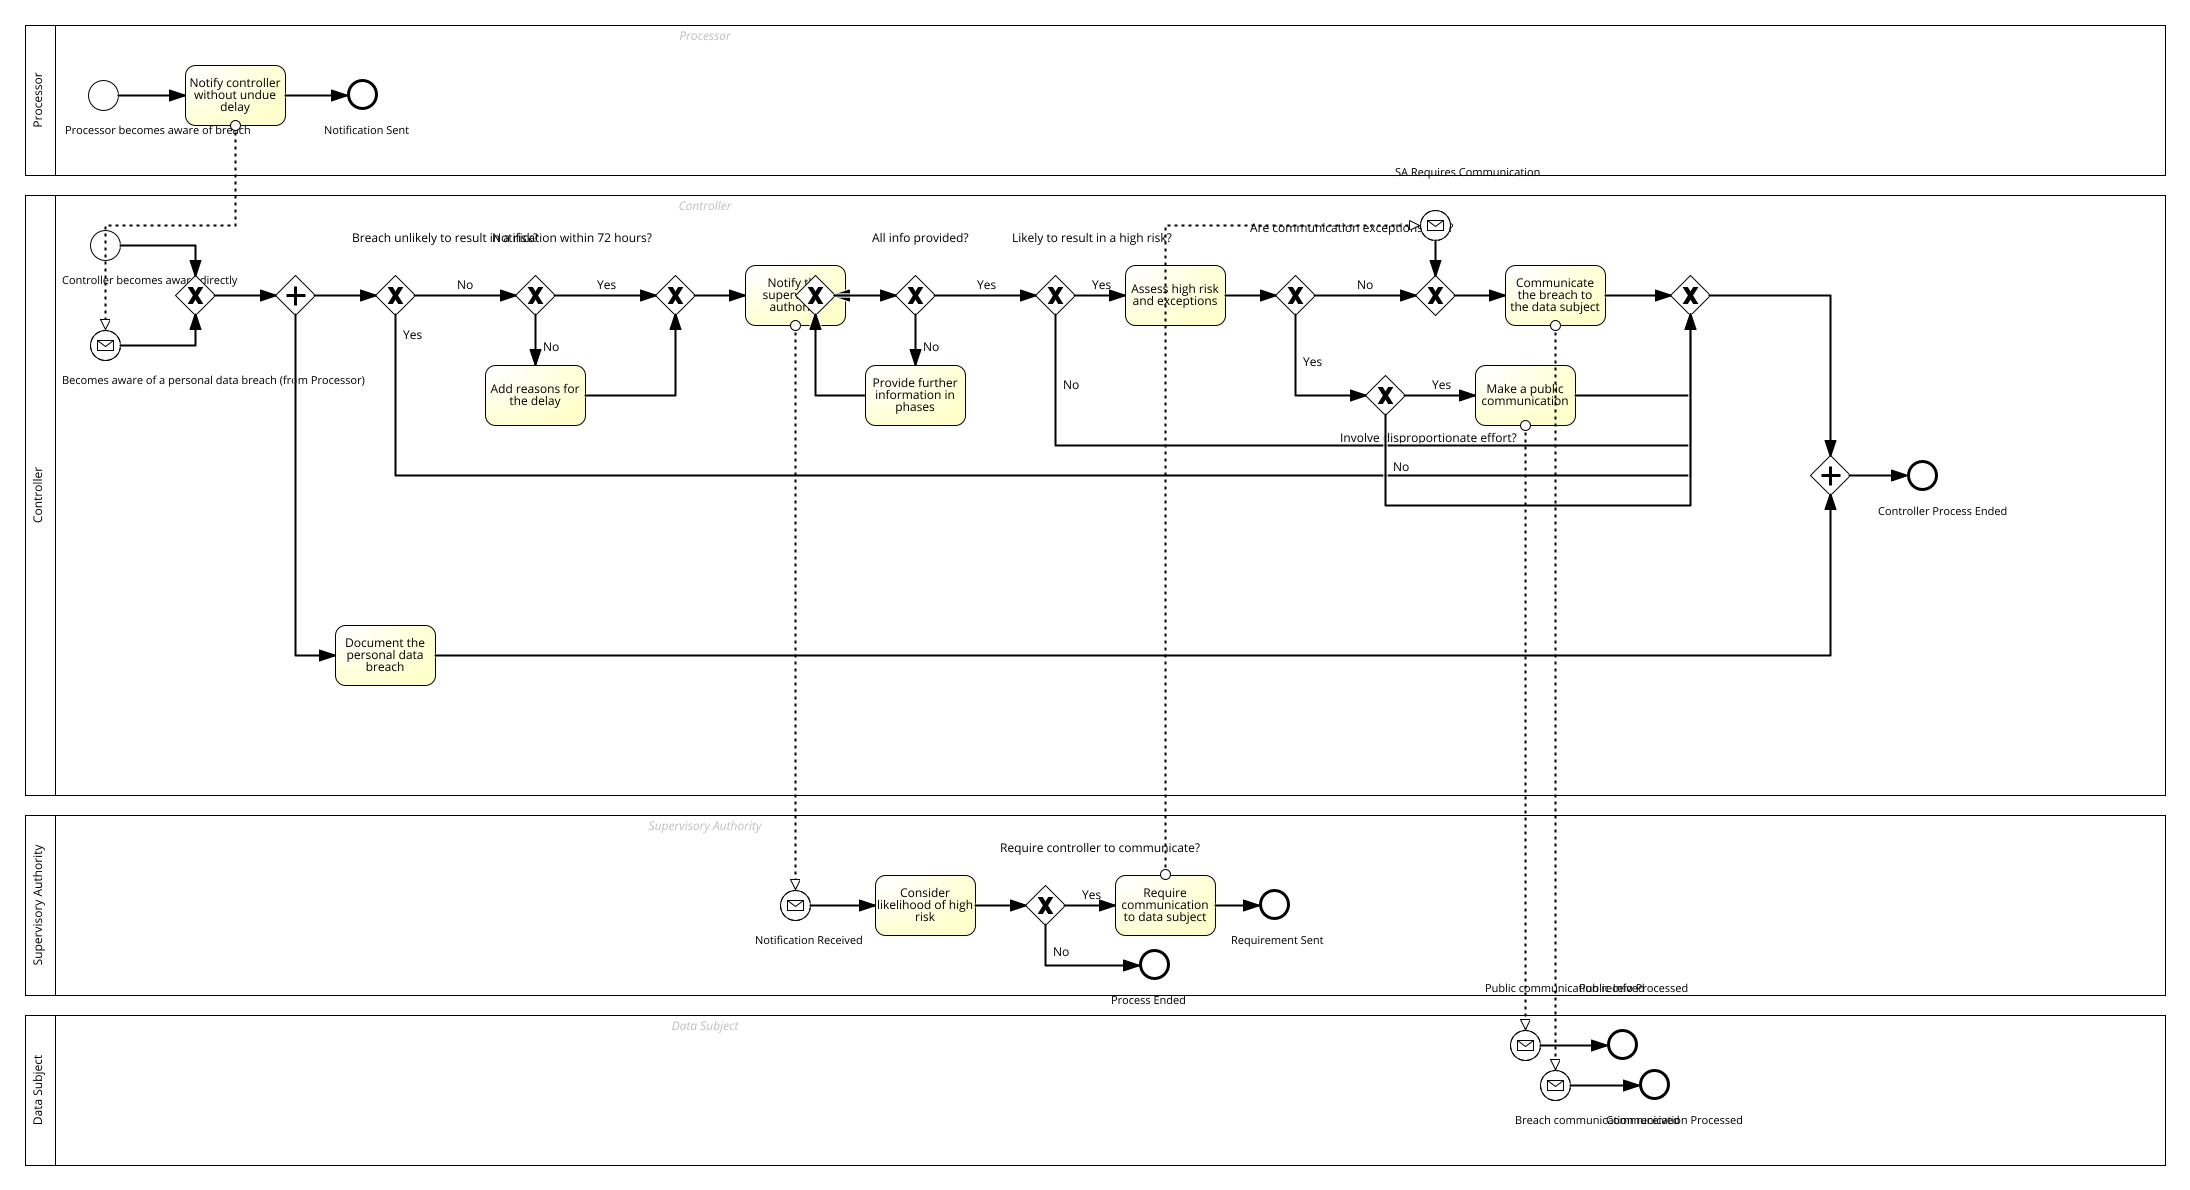 Processor
Processor
Notify controller
without undue
delay
Processor becomes aware of breach
Notification Sent
SA Requires Communication
Controller
Controller
Breach unlikely to result in a risk?
Notification within 72 hours?
All info provided?
Likely to result in a high risk?
Are communication exceptions
Controller becomes aware directly
No
Yes
Notify the
supervisory
authority
Yes
Yes
Assess high risk
and exceptions
No
Communicate
the breach to
the data subject
Yes
No
No
Yes
Becomes aware of a personal data breach (from Processor)
Add reasons for
the delay
Provide further
information in
phases
No
Yes
Make a public
communication
Involve disproportionate effort?
No
Controller Process Ended
Document the
personal data
breach
Supervisory Authority
Supervisory Authority
Require controller to communicate?
Consider
likelihood of high
risk
Yes
Require
communication
to data subject
Notification Received
Requirement Sent
No
Process Ended
Public communication received
Public Info Processed
Data Subject
Data Subject
Breach communication received
Communication Processed